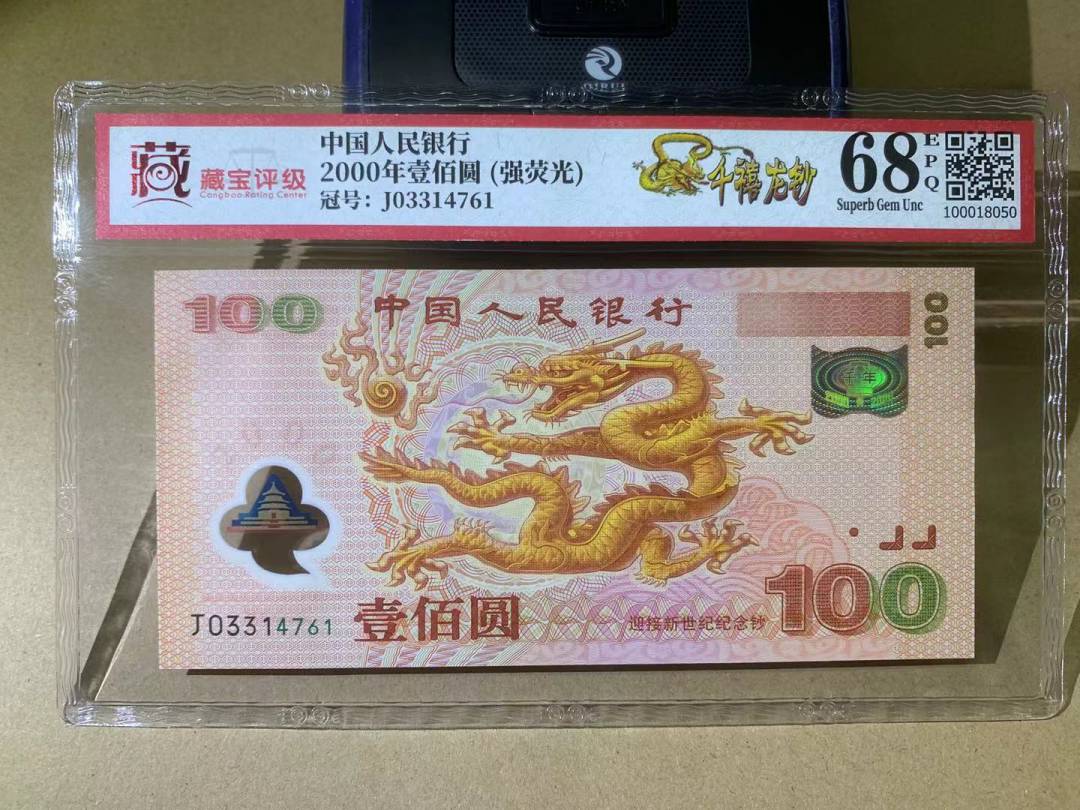 藏
藏宝评级
Cangbao Rating Center
中国人民银行
2000年壹佰圆 (强荧光)
冠号: J03314761
千禧龙钞
68
EPQ
Superb Gem Unc
100018050
100
中国人民银行
100
千年
J03314761
壹佰圆
迎接新世纪纪念钞
100